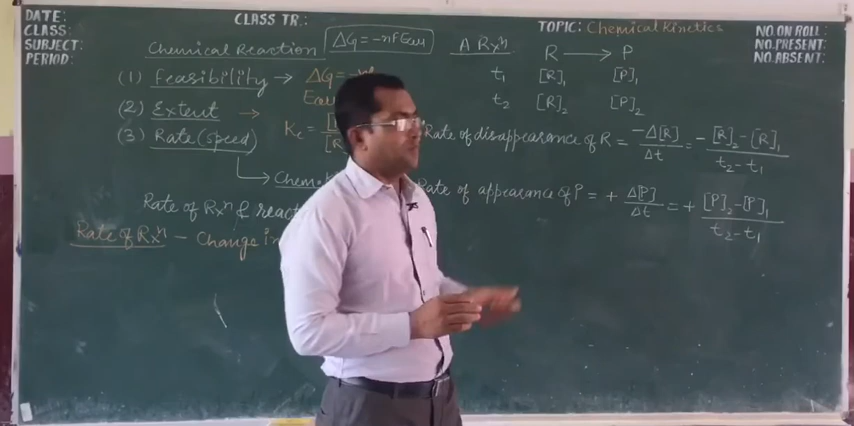 DATE:
CLASS:
SUBJECT:
PERIOD:
CLASS TR.:
TOPIC: Chemical Kinetics
NO.ON ROLL:
NO.PRESENT:
NO.ABSENT:
Chemical Reaction
ΔG = -nFEcell
(1) Feasibility → ΔG = -ve
(2) Extent →
Kc =
(3) Rate (speed)
Rate of Rxn
Rate of Rxn - Change in
A Rxn R → P
t1 [R]1 [P]1
t2 [R]2 [P]2
Rate of disappearance of R = -Δ[R]/Δt = - [R]2-[R]1/t2-t1
Rate of appearance of P = + Δ[P]/Δt = + [P]2-[P]1/t2-t1